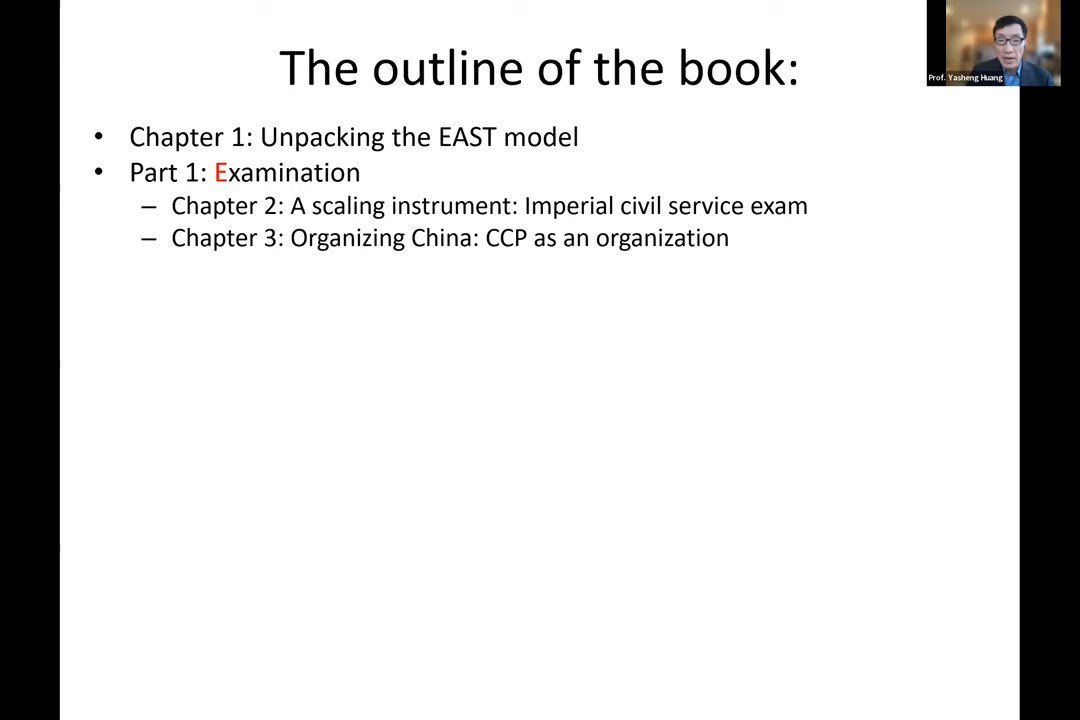 The outline of the book:
Prof. Yasheng Huang
• Chapter 1: Unpacking the EAST model
• Part 1: Examination
– Chapter 2: A scaling instrument: Imperial civil service exam
– Chapter 3: Organizing China: CCP as an organization